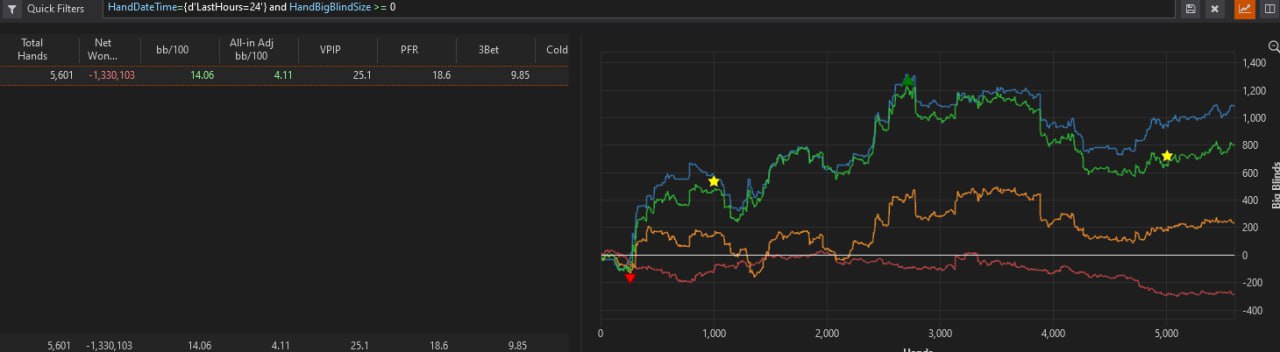 Quick Filters HandDateTime={d'LastHours=24'} and HandBigBlindSize >= 0
Total Hands Net Won... bb/100 All-in Adj bb/100 VPIP PFR 3Bet Cold
5,601 -1,330,103 14.06 4.11 25.1 18.6 9.85
1,400
1,200
1,000
800
600
400
200
0
-200
-400
Big Blinds
0 1,000 2,000 3,000 4,000 5,000
Hands
5,601 -1,330,103 14.06 4.11 25.1 18.6 9.85